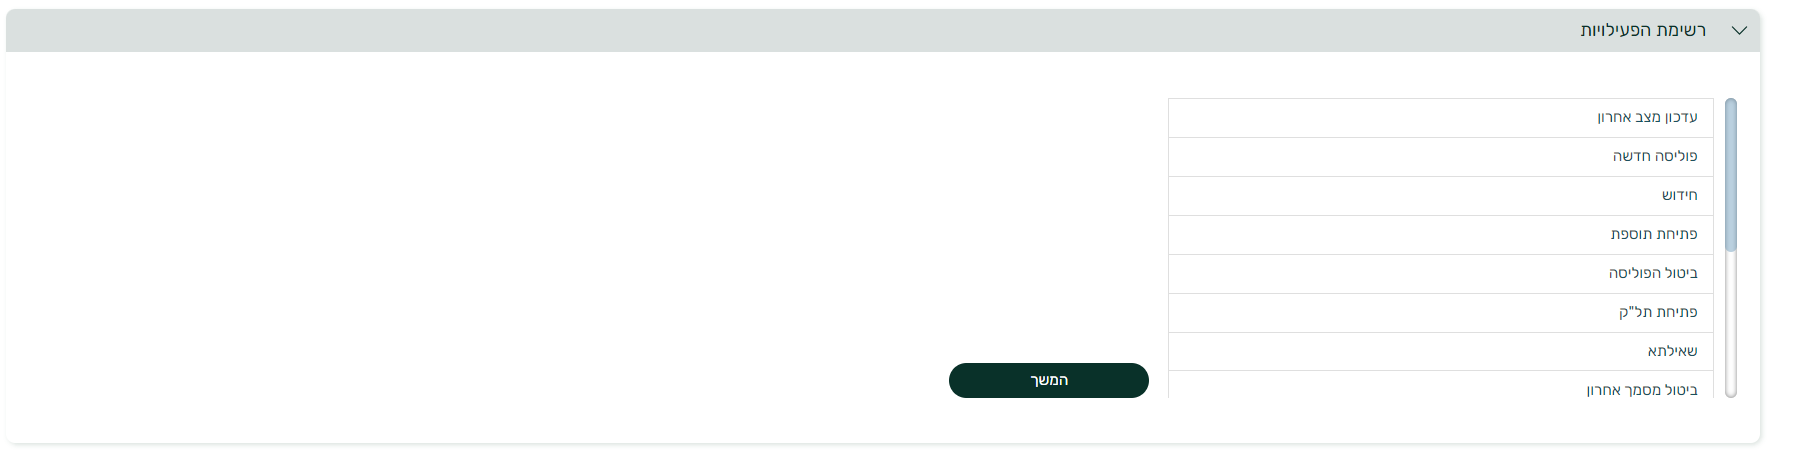 רשימת הפעילויות
עדכון מצב אחרון
פוליסה חדשה
חידוש
פתיחת תוספת
ביטול הפוליסה
פתיחת תל"ק
שאילתא
ביטול מסמך אחרון
המשך